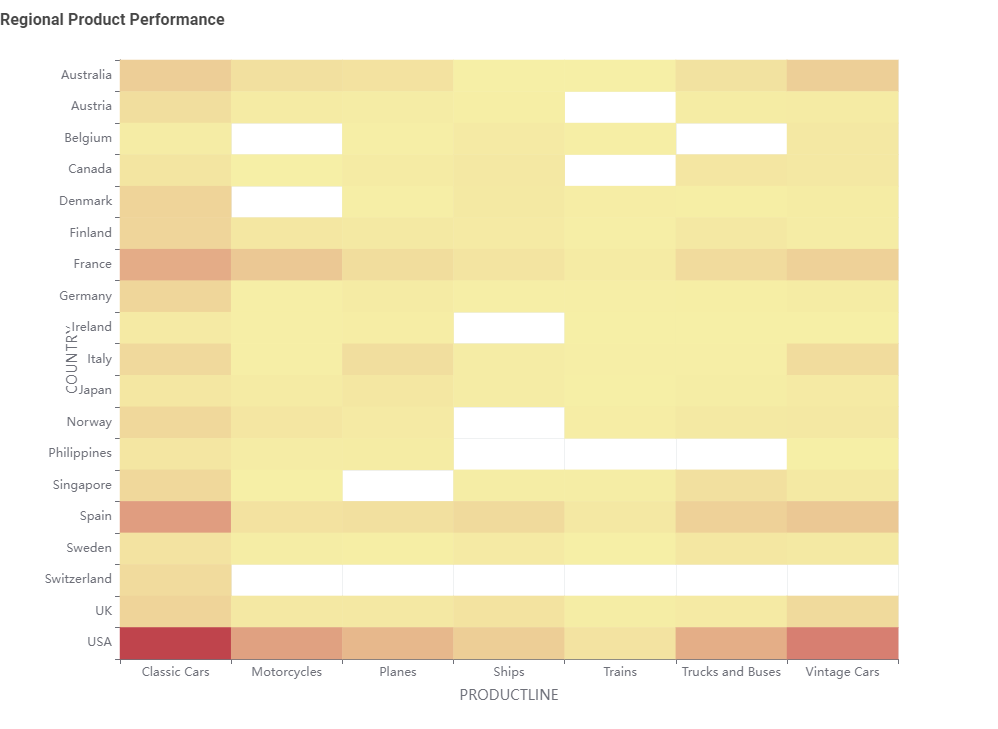 Regional Product Performance
Australia
Austria
Belgium
Canada
Denmark
Finland
France
Germany
Ireland
Italy
Japan
Norway
Philippines
Singapore
Spain
Sweden
Switzerland
UK
USA
COUNTRY
Classic Cars Motorcycles Planes Ships Trains Trucks and Buses Vintage Cars
PRODUCTLINE